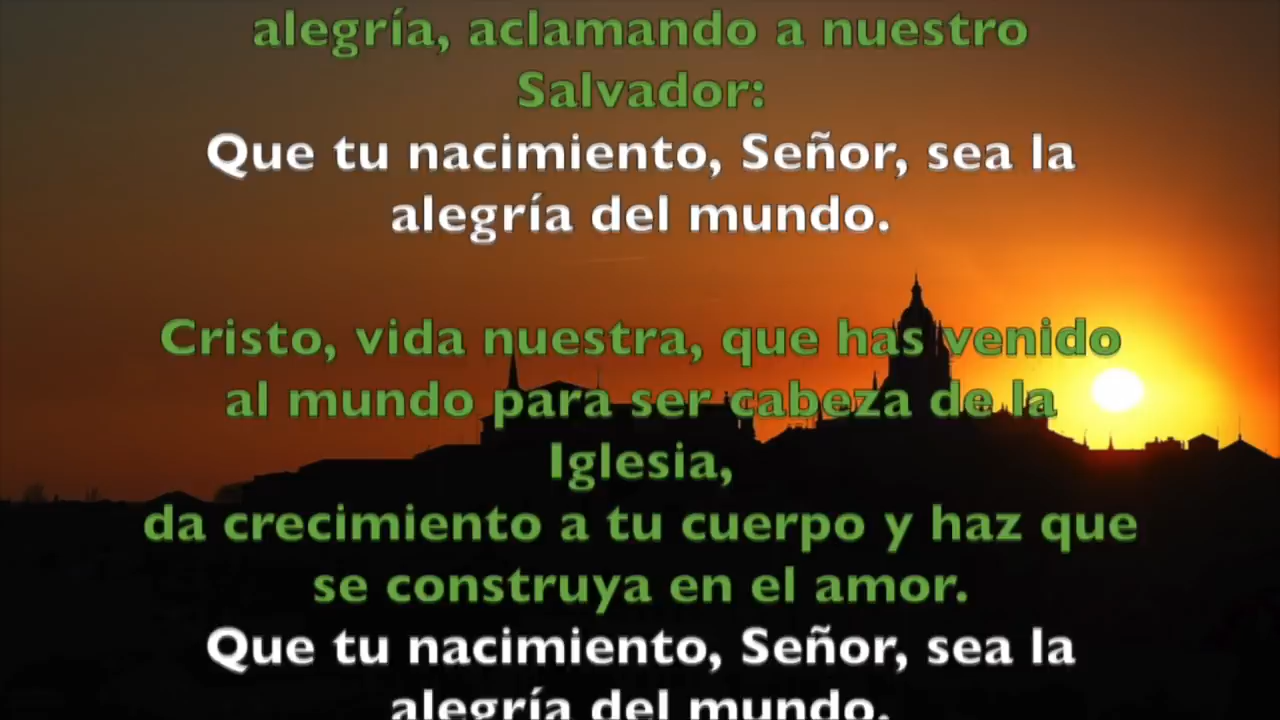 alegría, aclamando a nuestro
Salvador:
Que tu nacimiento, Señor, sea la
alegría del mundo.
Cristo, vida nuestra, que has venido
al mundo para ser cabeza de la
Iglesia,
da crecimiento a tu cuerpo y haz que
se construya en el amor.
Que tu nacimiento, Señor, sea la
alegría del mundo.